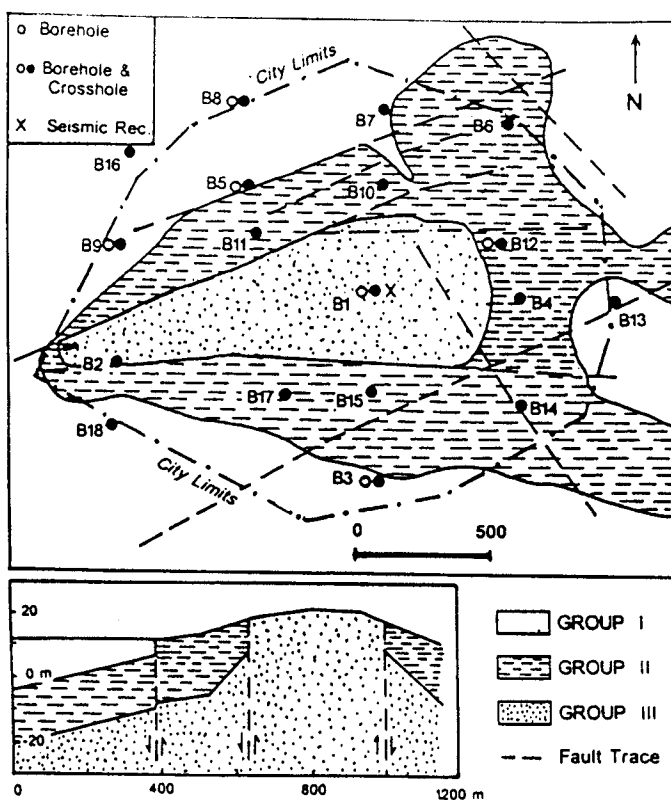 Borehole
Borehole &
Crosshole
X Seismic Rec.
N
City Limits
B8
B7
B6
B16
B5
B10
B9
B11
B12
B1
X
B4
B13
B2
B17
B15
B14
B18
City Limits
B3
0 500
20
0 m
-20
0 400 800 1200 m
GROUP I
GROUP II
GROUP III
Fault Trace